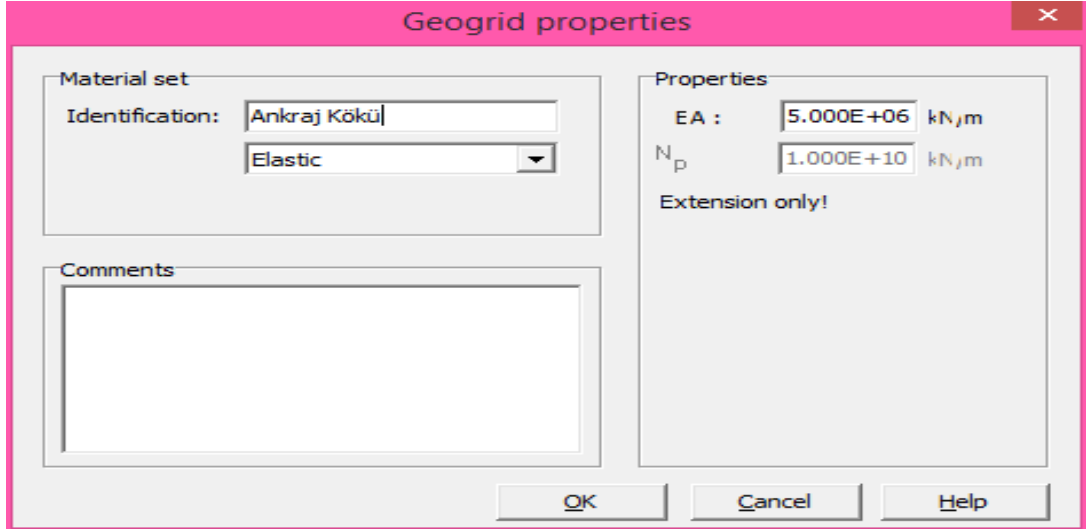 Geogrid properties
Material set
Identification: Ankraj Kökü
Elastic
Comments
Properties
EA : 5.000E+06 kN/m
Np 1.000E+10 kN/m
Extension only!
OK Cancel Help